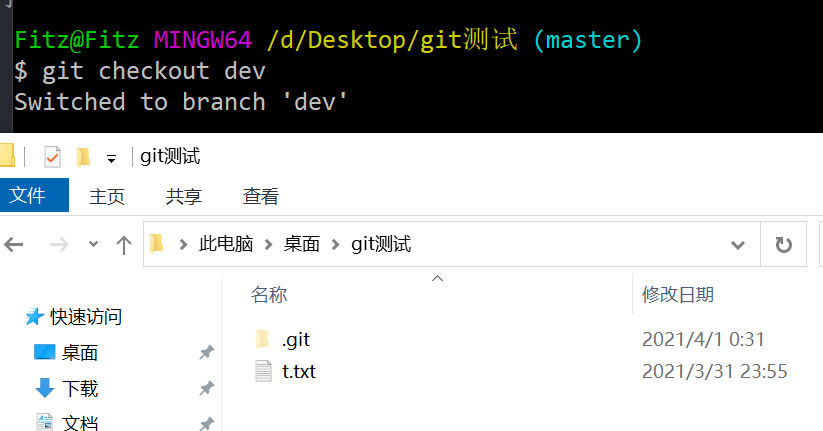 Fitz@Fitz MINGW64 /d/Desktop/git测试 (master)
$ git checkout dev
Switched to branch 'dev'
git测试
文件 主页 共享 查看
此电脑 桌面 git测试
名称 修改日期
快速访问
.git 2021/4/1 0:31
桌面
t.txt 2021/3/31 23:55
下载
文档